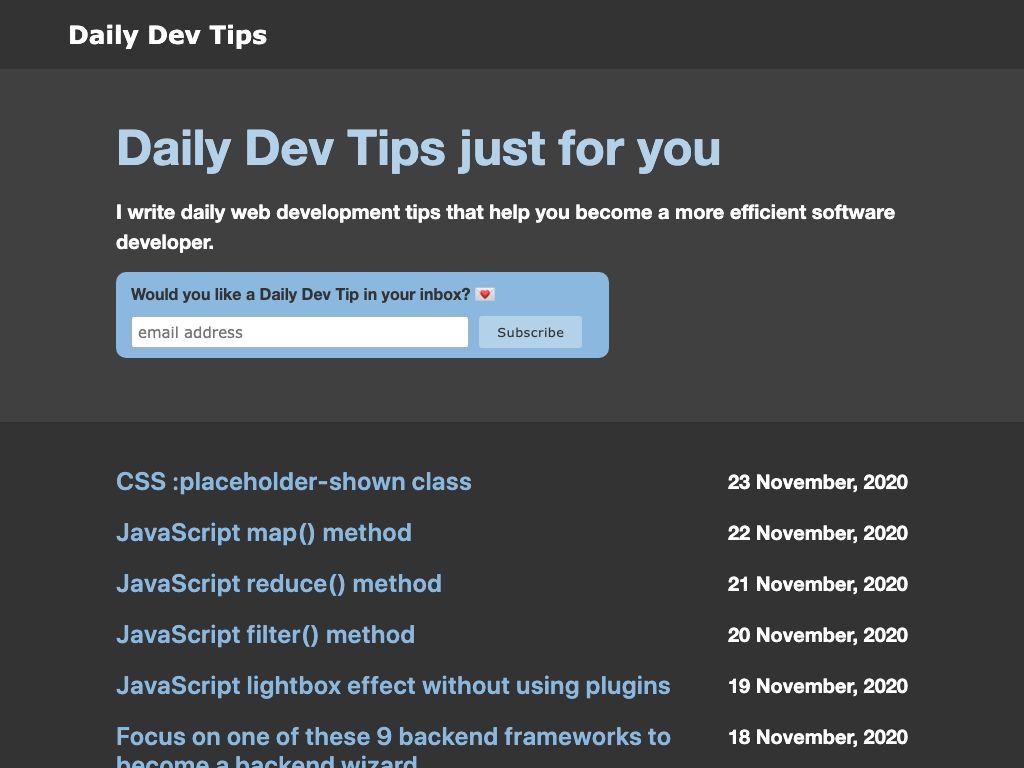 Daily Dev Tips
Daily Dev Tips just for you
I write daily web development tips that help you become a more efficient software
developer.
Would you like a Daily Dev Tip in your inbox? 💌
email address
Subscribe
CSS :placeholder-shown class
23 November, 2020
JavaScript map() method
22 November, 2020
JavaScript reduce() method
21 November, 2020
JavaScript filter() method
20 November, 2020
JavaScript lightbox effect without using plugins
19 November, 2020
Focus on one of these 9 backend frameworks to
18 November, 2020
become a backend wizard